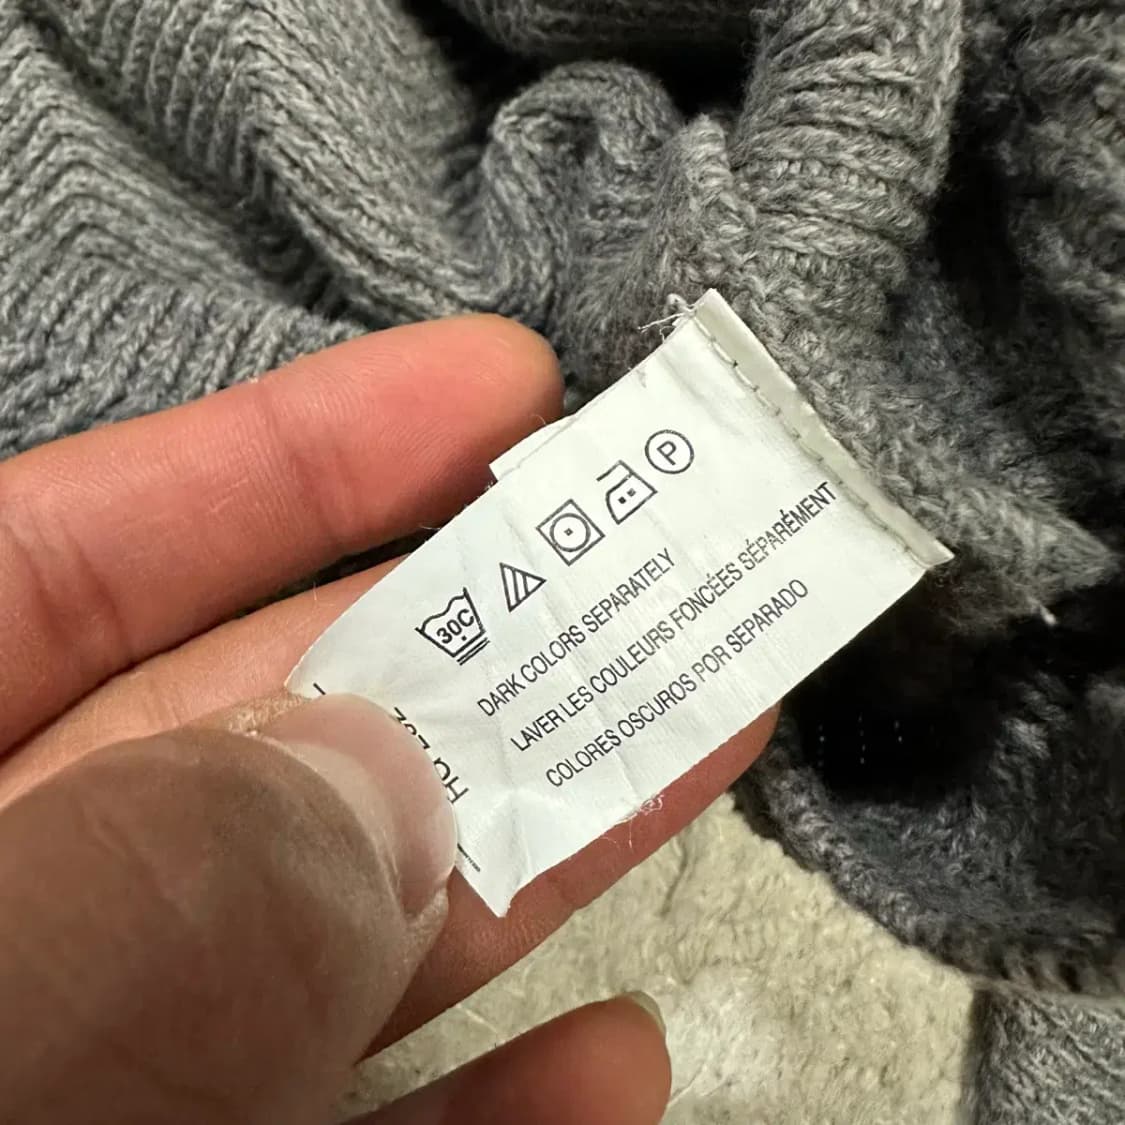 30C
P
DARK COLORS SEPARATELY
LAVER LES COULEURS FONCÉES SÉPARÉMENT
COLORES OSCUROS POR SEPARADO